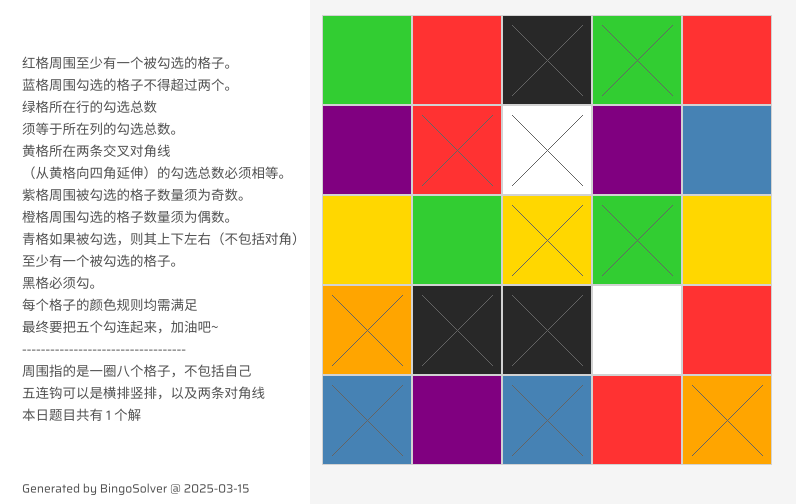 红格周围至少有一个被勾选的格子。
蓝格周围勾选的格子不得超过两个。
绿格所在行的勾选总数
须等于所在列的勾选总数。
黄格所在两条交叉对角线
（从黄格向四角延伸）的勾选总数必须相等。
紫格周围被勾选的格子数量须为奇数。
橙格周围勾选的格子数量须为偶数。
青格如果被勾选，则其上下左右（不包括对角）
至少有一个被勾选的格子。
黑格必须勾。
每个格子的颜色规则均需满足
最终要把五个勾连起来，加油吧~
-----------------------------------
周围指的是一圈八个格子，不包括自己
五连钩可以是横排竖排，以及两条对角线
本日题目共有1个解
Generated by BingoSolver @ 2025-03-15